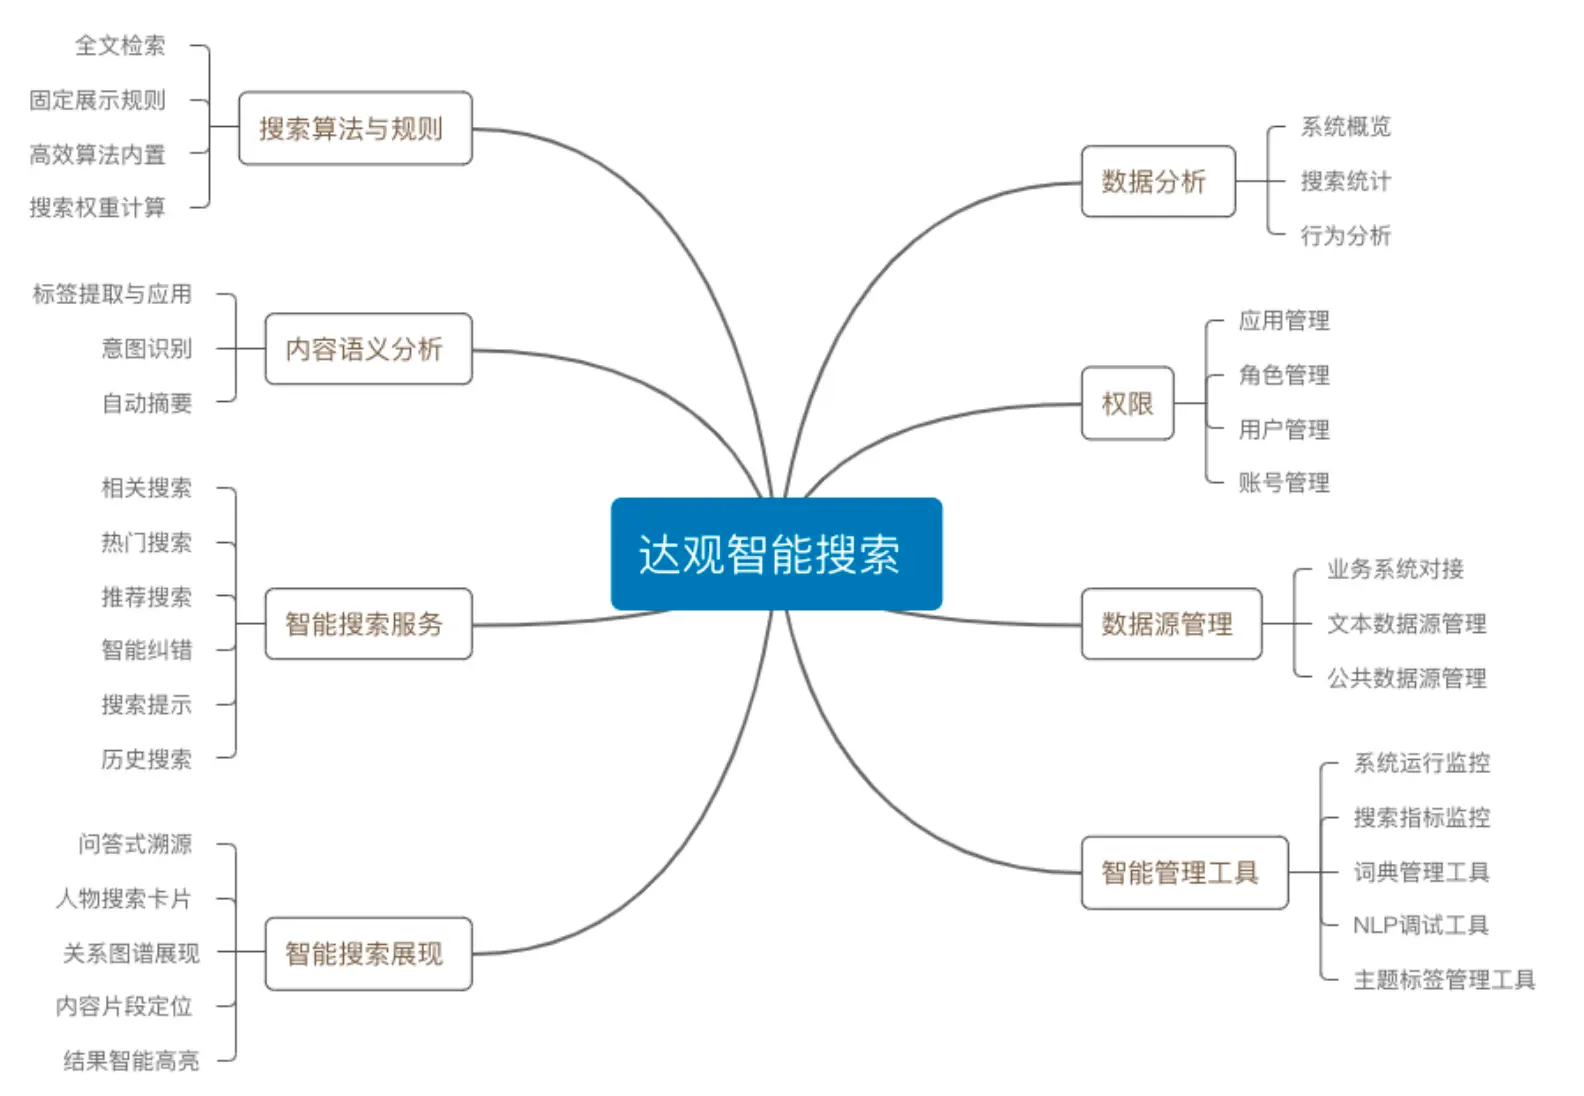 达观智能搜索
搜索算法与规则
全文检索
固定展示规则
高效算法内置
搜索权重计算
内容语义分析
标签提取与应用
意图识别
自动摘要
智能搜索服务
相关搜索
热门搜索
推荐搜索
智能纠错
搜索提示
历史搜索
智能搜索展现
问答式溯源
人物搜索卡片
关系图谱展现
内容片段定位
结果智能高亮
数据分析
系统概览
搜索统计
行为分析
权限
应用管理
角色管理
用户管理
账号管理
数据源管理
业务系统对接
文本数据源管理
公共数据源管理
智能管理工具
系统运行监控
搜索指标监控
词典管理工具
NLP调试工具
主题标签管理工具